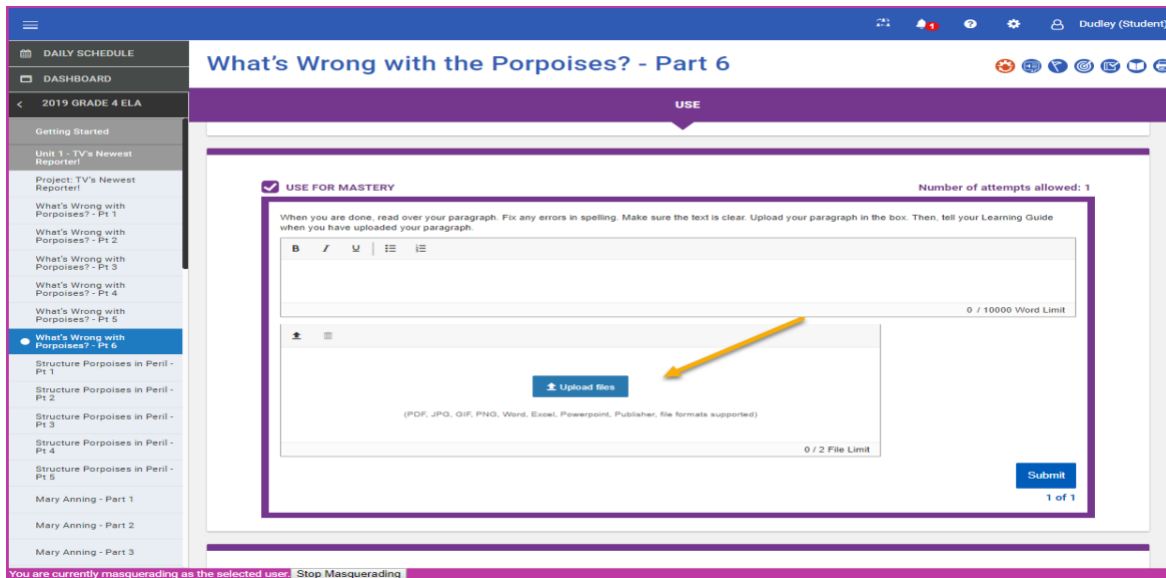 Dudley (Student)
1
DAILY SCHEDULE
DASHBOARD
2019 GRADE 4 ELA
Getting Started
Unit 1 - TV's Newest
Reporter!
Project: TV's Newest
Reporter!
What's Wrong with
Porpoises? - Pt 1
What's Wrong with
Porpoises? - Pt 2
What's Wrong with
Porpoises? - Pt 3
What's Wrong with
Porpoises? - Pt 4
What's Wrong with
Porpoises? - Pt 5
What's Wrong with
Porpoises? - Pt 6
Structure Porpoises in Peril -
Pt 1
Structure Porpoises in Peril -
Pt 2
Structure Porpoises in Peril -
Pt 3
Structure Porpoises in Peril -
Pt 4
Structure Porpoises in Peril -
Pt 5
Mary Anning - Part 1
Mary Anning - Part 2
Mary Anning - Part 3
What's Wrong with the Porpoises? - Part 6
USE
USE FOR MASTERY
Number of attempts allowed: 1
When you are done, read over your paragraph. Fix any errors in spelling. Make sure the text is clear. Upload your paragraph in the box. Then, tell your Learning Guide
when you have uploaded your paragraph.
B I U
0 / 10000 Word Limit
Upload files
(PDF, JPG, GIF, PNG, Word, Excel, Powerpoint, Publisher, file formats supported)
0 / 2 File Limit
Submit
1 of 1
You are currently masquerading as the selected user. Stop Masquerading